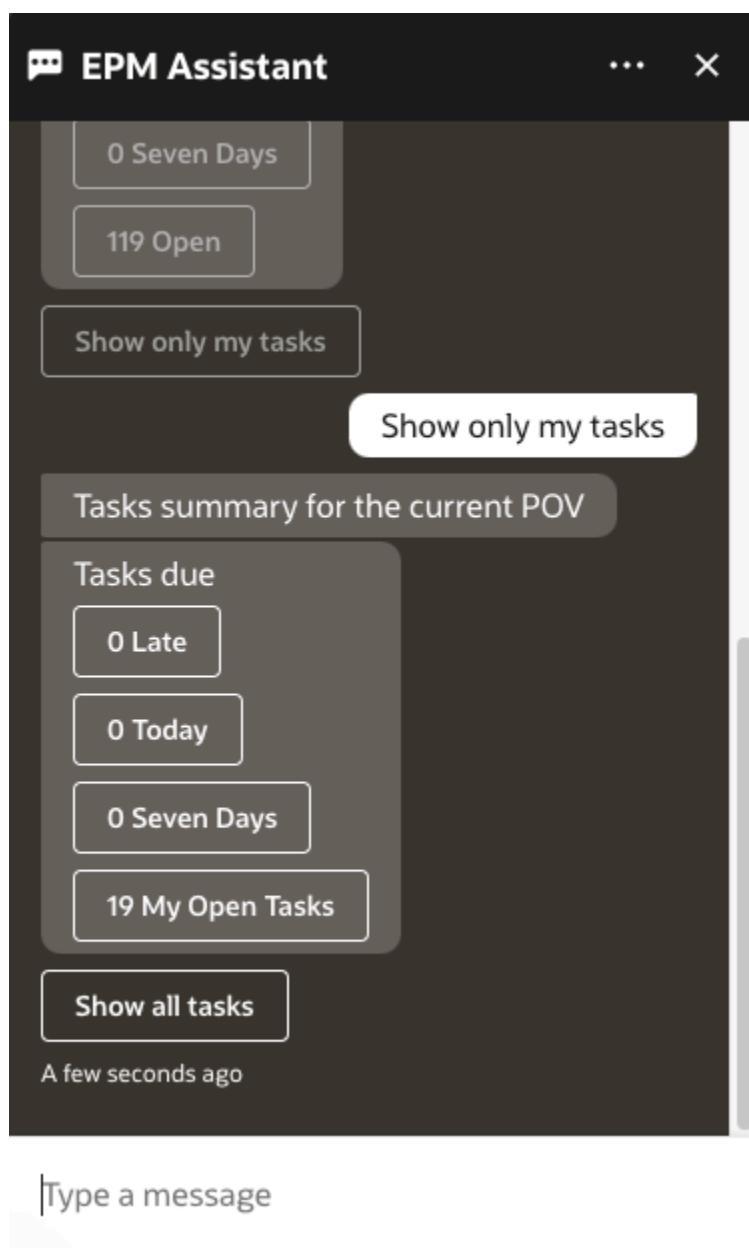 EPM Assistant
0 Seven Days
119 Open
Show only my tasks
Show only my tasks
Tasks summary for the current POV
Tasks due
0 Late
0 Today
0 Seven Days
19 My Open Tasks
Show all tasks
A few seconds ago
Type a message